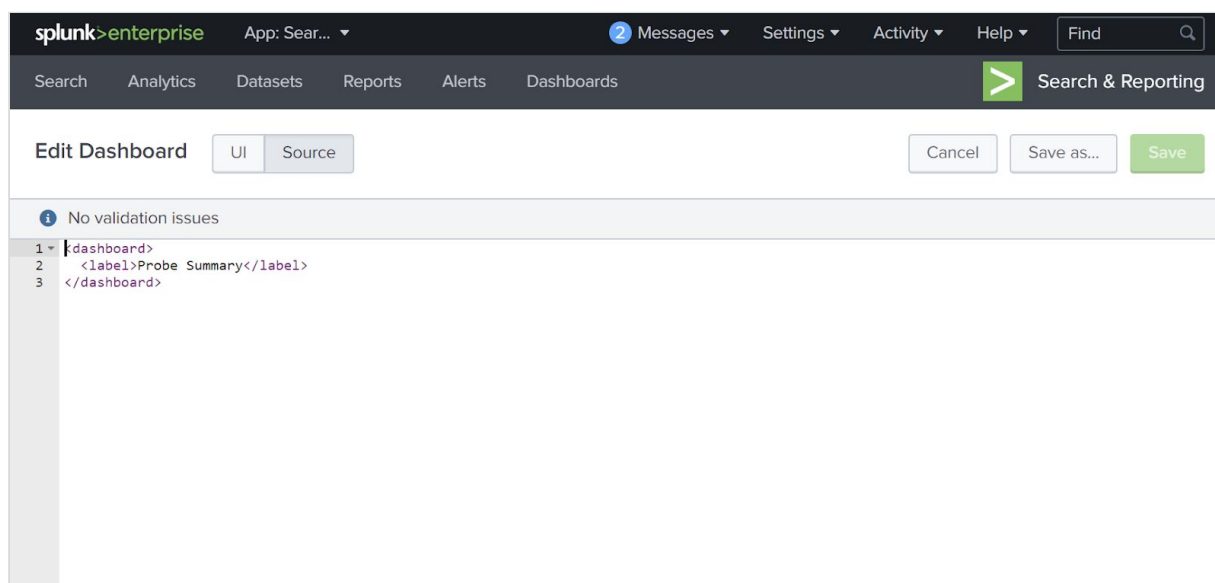 splunk>enterprise App: Sear... 2 Messages Settings Activity Help Find
Search Analytics Datasets Reports Alerts Dashboards > Search & Reporting
Edit Dashboard UI Source Cancel Save as... Save
No validation issues
1 <dashboard>
2 <label>Probe Summary</label>
3 </dashboard>